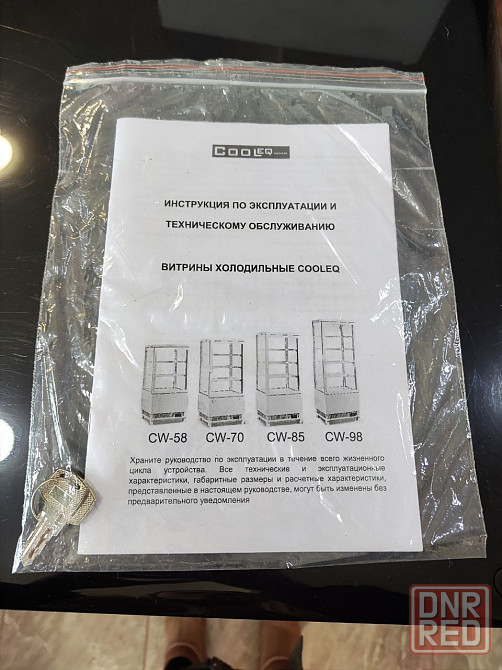 COOLEQ
ИНСТРУКЦИЯ ПО ЭКСПЛУАТАЦИИ И
ТЕХНИЧЕСКОМУ ОБСЛУЖИВАНИЮ
ВИТРИНЫ ХОЛОДИЛЬНЫЕ COOLEQ
CW-58 CW-70 CW-85 CW-98
Храните руководство по эксплуатации в течение всего жизненного
цикла устройства. Все технические и эксплуатационные
характеристики, габаритные размеры и расчетные характеристики,
представленные в настоящем руководстве, могут быть изменены без
предварительного уведомления
DNR
RED